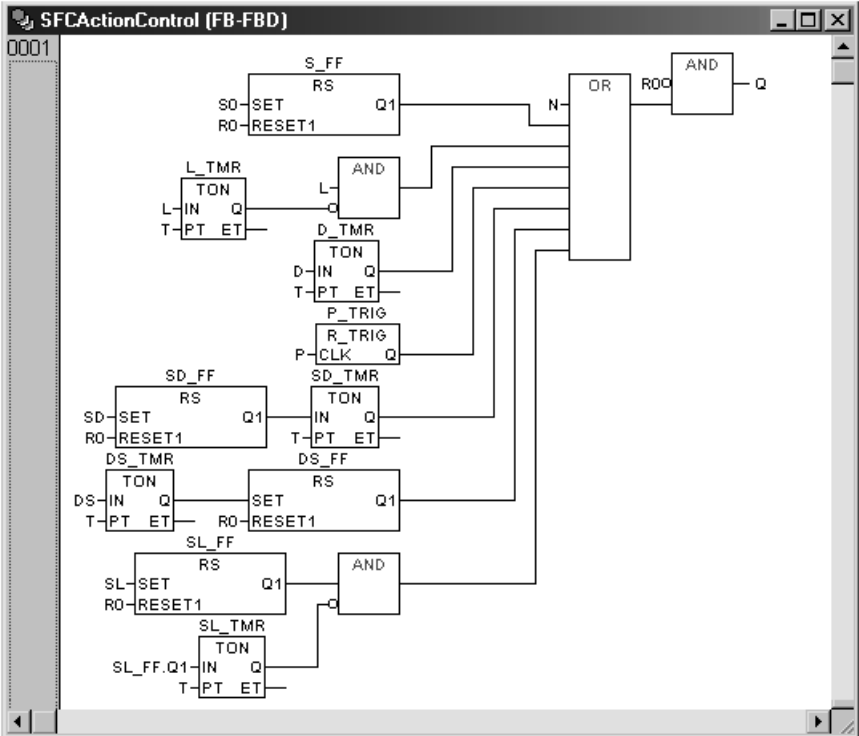 SFCActionControl (FB-FBD)
0001
S_FF
RS
S0 SET Q1
R0 RESET1
N
OR
R0
AND
Q
L_TMR
TON
L IN Q
T PT ET
AND
L
D_TMR
TON
D IN Q
T PT ET
P_TRIG
R_TRIG
P CLK Q
SD_FF
RS
SD SET Q1
R0 RESET1
SD_TMR
TON
IN Q
T PT ET
DS_TMR
TON
DS IN Q
T PT ET
DS_FF
RS
SET Q1
R0 RESET1
SL_FF
RS
SL SET Q1
R0 RESET1
AND
SL_TMR
TON
SL_FF.Q1 IN Q
T PT ET